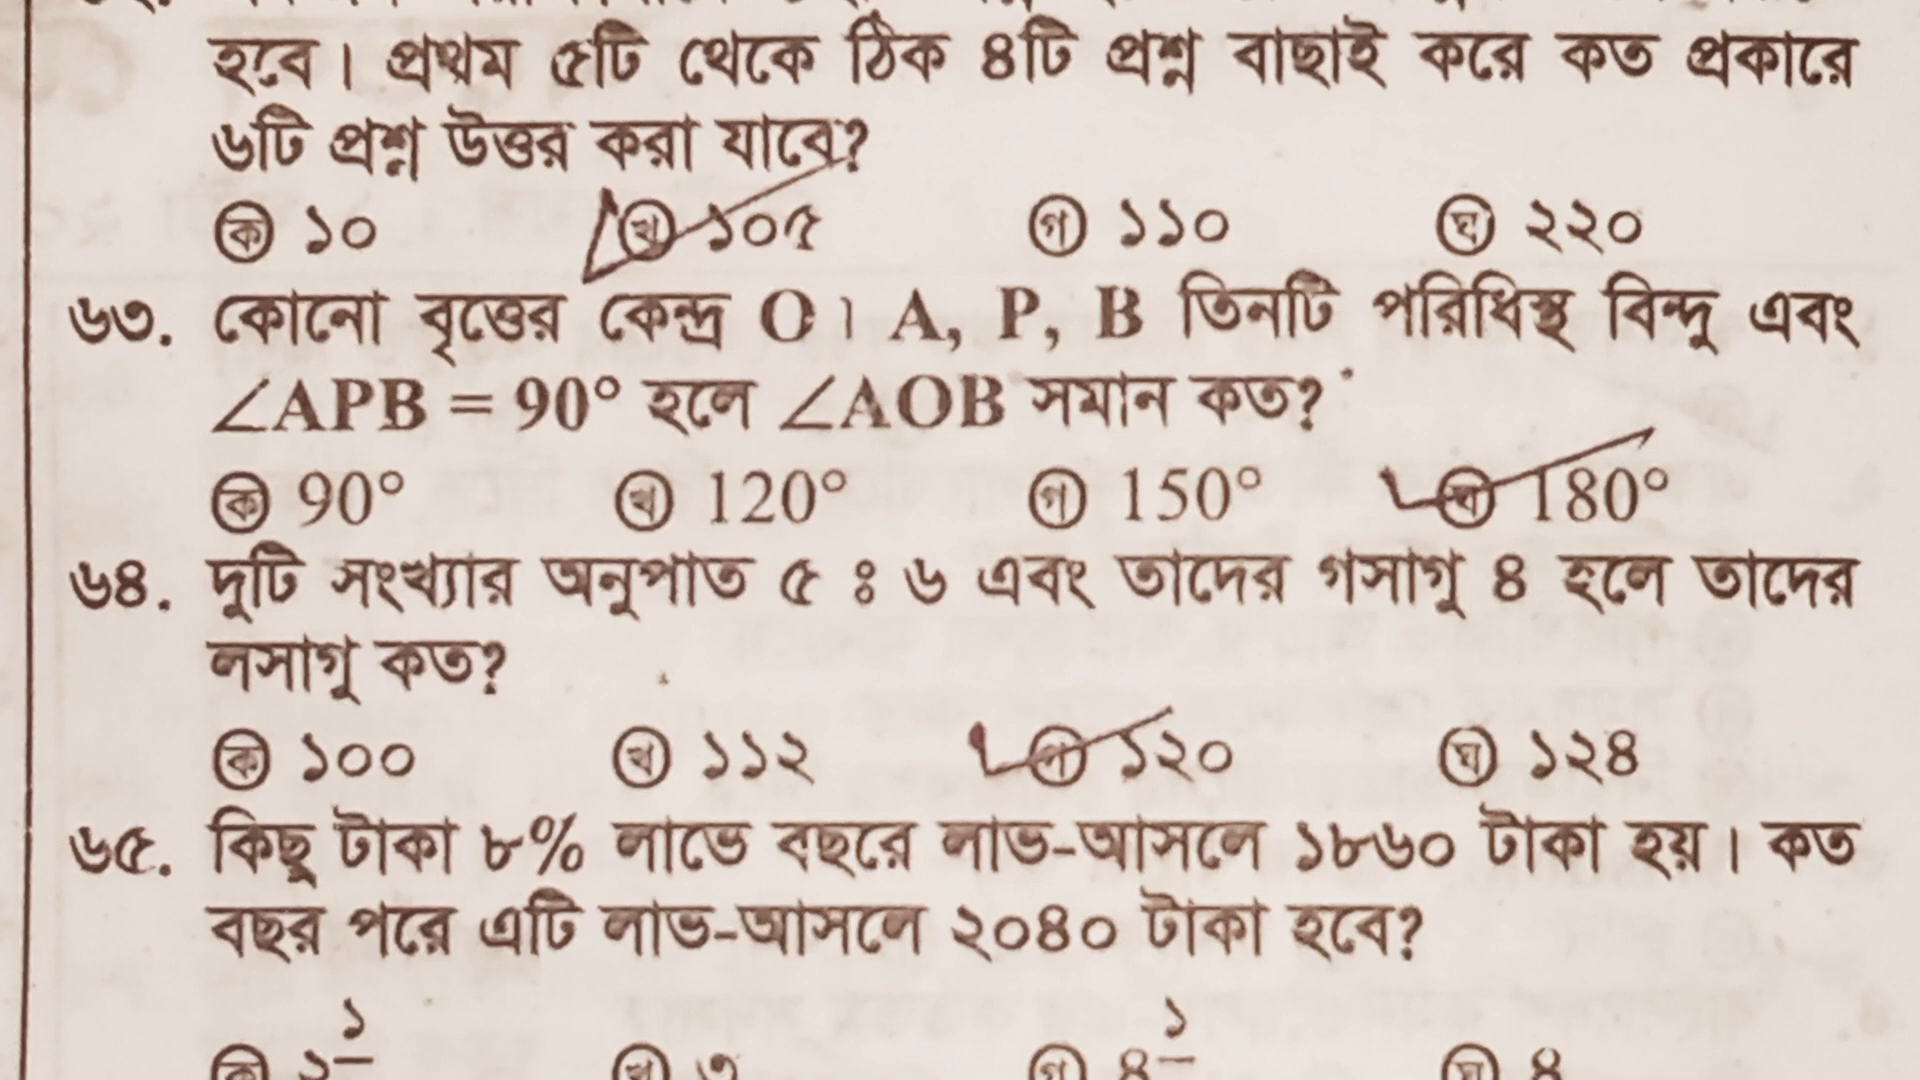 হবে। প্রথম ৫টি থেকে ঠিক ৪টি প্রশ্ন বাছাই করে কত প্রকারে
৬টি প্রশ্ন উত্তর করা যাবে?
ক ১০ খ ১০৫ গ ১১০ ঘ ২২০
৬৩. কোনো বৃত্তের কেন্দ্র O। A, P, B তিনটি পরিধিস্থ বিন্দু এবং
∠APB = 90° হলে ∠AOB সমান কত?
ক 90° খ 120° গ 150° ঘ 180°
৬৪. দুটি সংখ্যার অনুপাত ৫ ঃ ৬ এবং তাদের গসাগু ৪ হলে তাদের
লসাগু কত?
ক ১০০ খ ১১২ গ ১২০ ঘ ১২৪
৬৫. কিছু টাকা ৮% লাভে বছরে লাভ-আসলে ১৮৬০ টাকা হয়। কত
বছর পরে এটি লাভ-আসলে ২০৪০ টাকা হবে?